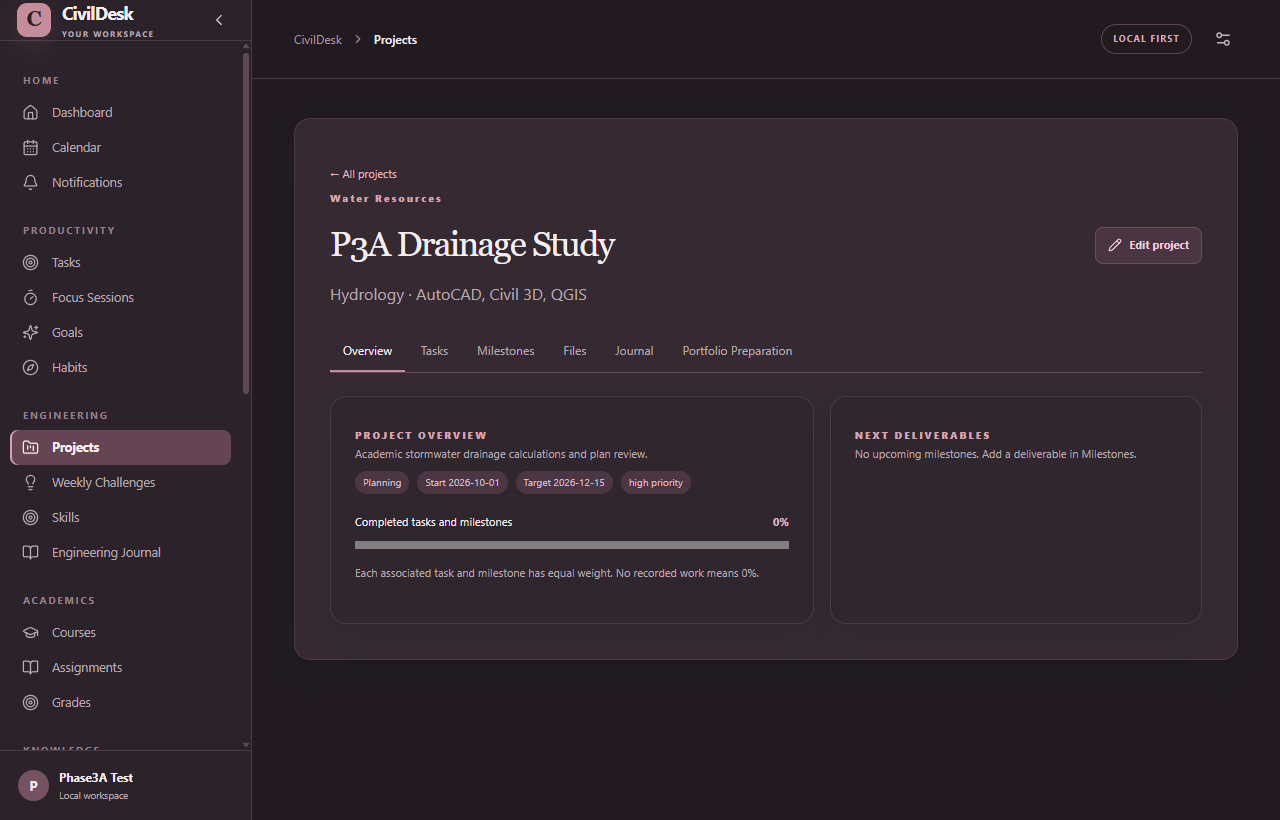 C
CivilDesk
YOUR WORKSPACE
HOME
Dashboard
Calendar
Notifications
PRODUCTIVITY
Tasks
Focus Sessions
Goals
Habits
ENGINEERING
Projects
Weekly Challenges
Skills
Engineering Journal
ACADEMICS
Courses
Assignments
Grades
KNOWLEDGE
P
Phase3A Test
Local workspace
CivilDesk > Projects
LOCAL FIRST
← All projects
Water Resources
P3A Drainage Study
Edit project
Hydrology · AutoCAD, Civil 3D, QGIS
Overview Tasks Milestones Files Journal Portfolio Preparation
PROJECT OVERVIEW
Academic stormwater drainage calculations and plan review.
Planning Start 2026-10-01 Target 2026-12-15 high priority
Completed tasks and milestones 0%
Each associated task and milestone has equal weight. No recorded work means 0%.
NEXT DELIVERABLES
No upcoming milestones. Add a deliverable in Milestones.